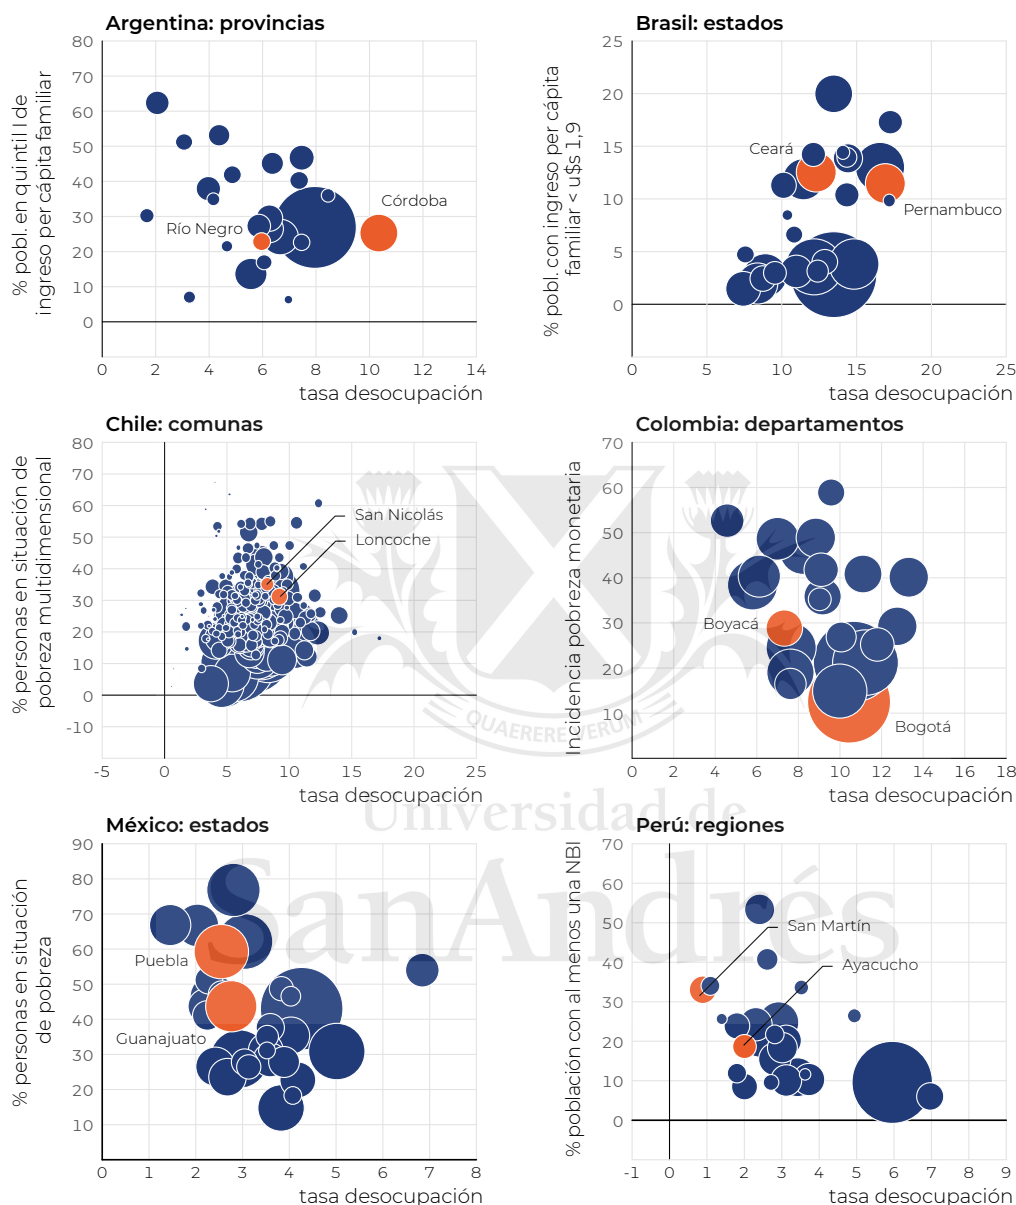 Argentina: provincias
% pobl. en quintil I de
ingreso per cápita familiar
80
70
60
50
40
30
20
10
0
Río Negro
Córdoba
0 2 4 6 8 10 12 14
tasa desocupación
Brasil: estados
% pobl. con ingreso per cápita
familiar < u$s 1,9
25
20
15
10
5
0
Ceará
Pernambuco
0 5 10 15 20 25
tasa desocupación
Chile: comunas
% personas en situación de
pobreza multidimensional
80
70
60
50
40
30
20
10
0
-10
San Nicolás
Loncoche
-5 0 5 10 15 20 25
tasa desocupación
Colombia: departamentos
Incidencia pobreza monetaria
70
60
50
40
30
20
10
Boyacá
Bogotá
0 2 4 6 8 10 12 14 16 18
tasa desocupación
QUAERERE VERUM
Universidad de
SanAndrés
México: estados
% personas en situación
de pobreza
90
80
70
60
50
40
30
20
10
Puebla
Guanajuato
0 1 2 3 4 5 6 7 8
tasa desocupación
Perú: regiones
% población con al menos una NBI
70
60
50
40
30
20
10
0
San Martín
Ayacucho
-1 0 1 2 3 4 5 6 7 8 9
tasa desocupación